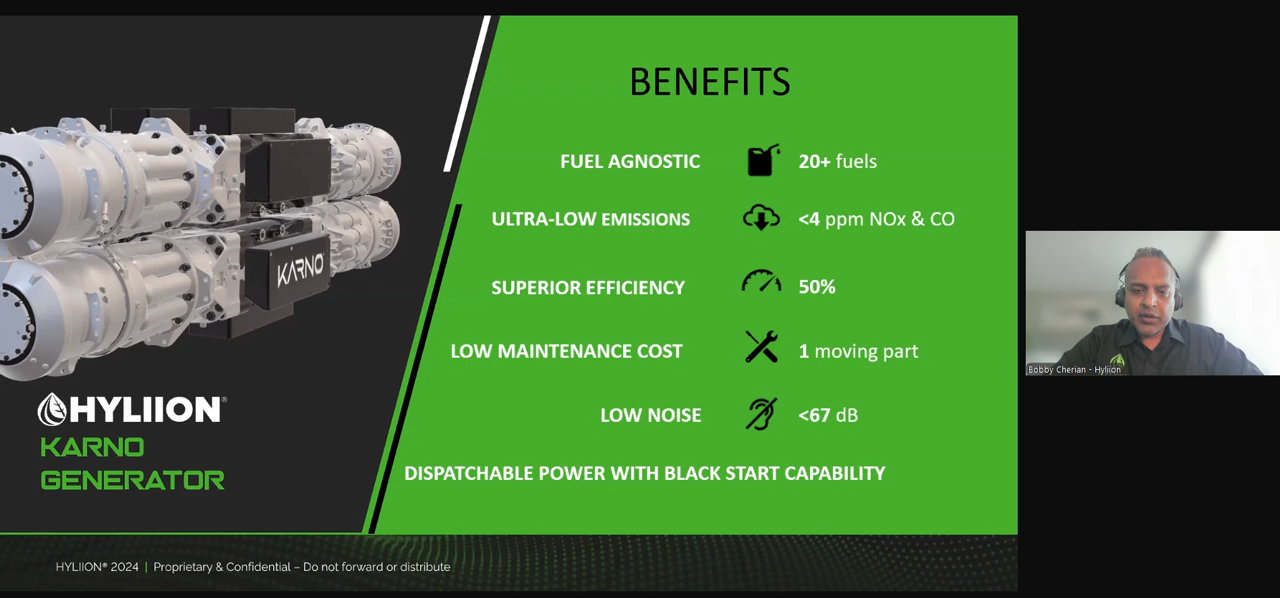 BENEFITS
FUEL AGNOSTIC 20+ fuels
ULTRA-LOW EMISSIONS <4 ppm NOx & CO
SUPERIOR EFFICIENCY 50%
LOW MAINTENANCE COST 1 moving part
LOW NOISE <67 dB
DISPATCHABLE POWER WITH BLACK START CAPABILITY
KARNO
HYLIION®
KARNO
GENERATOR
HYLIION® 2024 | Proprietary & Confidential – Do not forward or distribute
Bobby Cherian - Hyliion